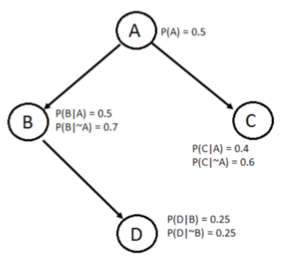 A
P(A) = 0.5
B
P(B|A) = 0.5
P(B|~A) = 0.7
C
P(C|A) = 0.4
P(C|~A) = 0.6
D
P(D|B) = 0.25
P(D|~B) = 0.25